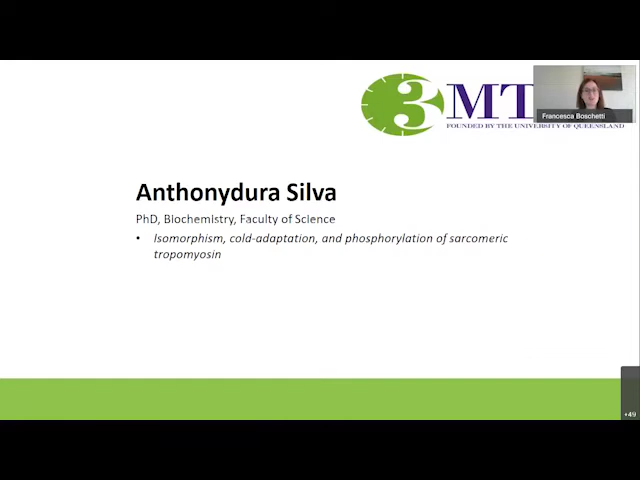 3MT
FOUNDED BY THE UNIVERSITY OF QUEENSLAND
Francesca Boschetti
Anthonydura Silva
PhD, Biochemistry, Faculty of Science
• Isomorphism, cold-adaptation, and phosphorylation of sarcomeric
tropomyosin
+49